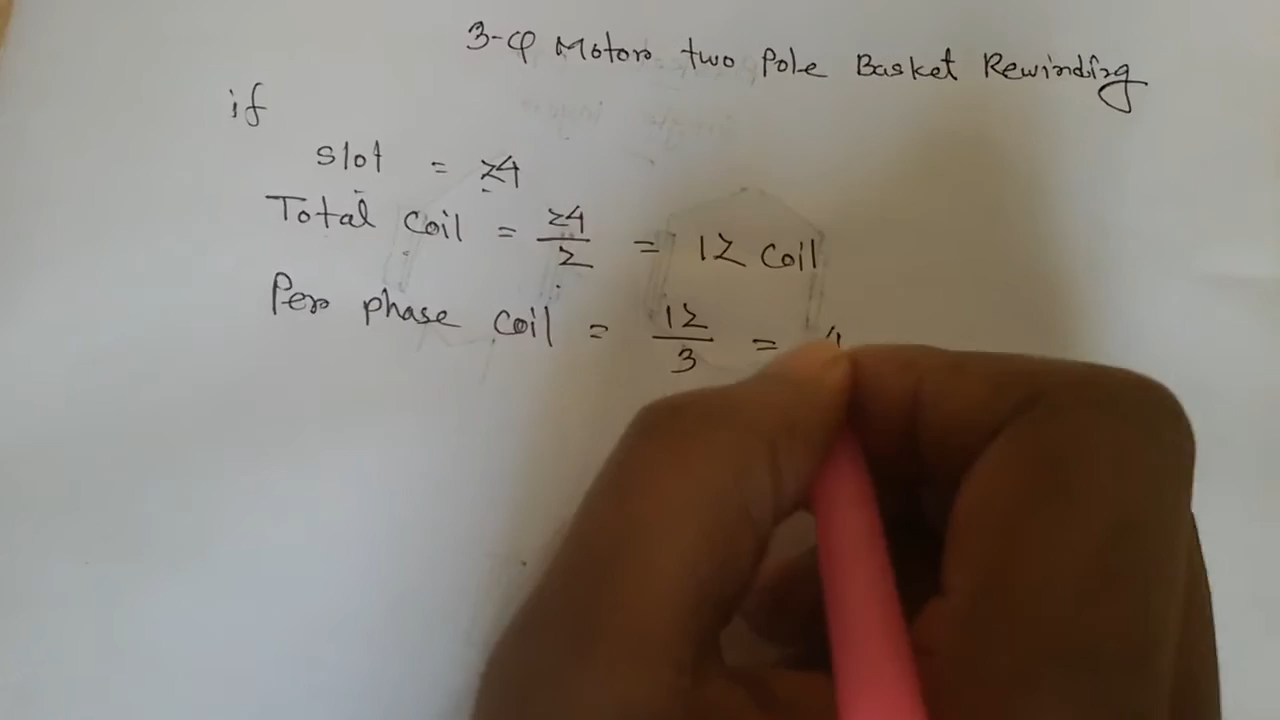 3-φ Motor two Pole Basket Rewinding
if
slot = 24
Total coil = 24/2 = 12 coil
Per phase coil = 12/3 =